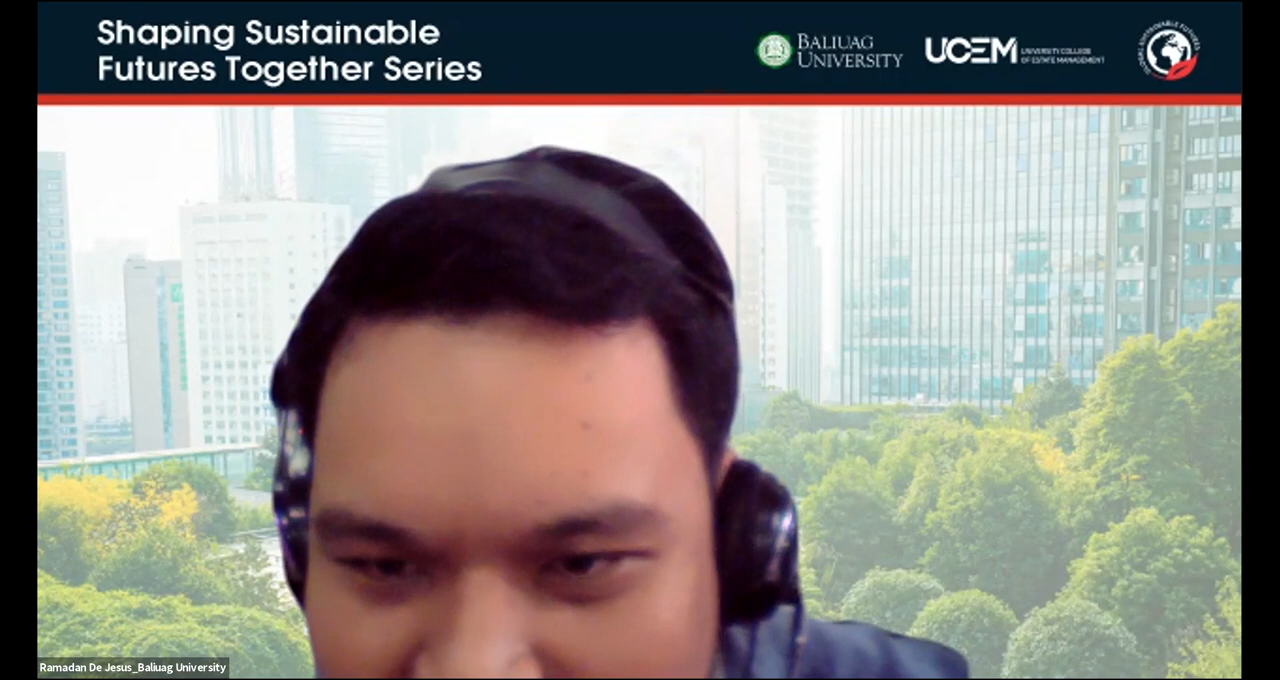 Shaping Sustainable
Futures Together Series
BALIUAG
UNIVERSITY
UCEM
UNIVERSITY COLLEGE
OF ESTATE MANAGEMENT
Ramadan De Jesus_Baliuag University